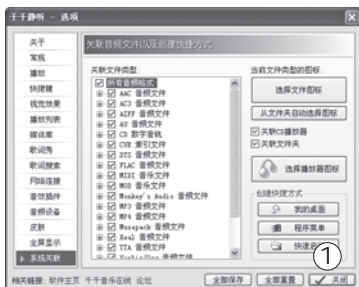 千千静听 - 选项
关于
常规
播放
快捷键
视觉效果
播放列表
媒体库
歌词秀
歌词搜索
网络连接
音效插件
音频设备
皮肤
全屏显示
系统关联
关联音频文件以及创建快捷方式
关联文件类型:
所有音频格式
AAC 音频文件
AC3 音频文件
AIFF 音频文件
AU 音频文件
CD 数字音轨
CUE 索引文件
DTS 音频文件
FLAC 音频文件
MIDI 音乐文件
MOD 音乐文件
Monkey's Audio 音频文件
MP3 音频文件
MP4 音频文件
Musepack 音频文件
Real 音频文件
TTA 音频文件
当前文件类型的图标:
选择文件图标
从文件夹自动选择图标
关联CD播放器
关联文件夹
选择播放器图标
创建快捷方式
我的桌面
程序菜单
快速启
①
相关链接: 软件主页 千千音乐在线 论坛
全部保存
全部重置
关闭